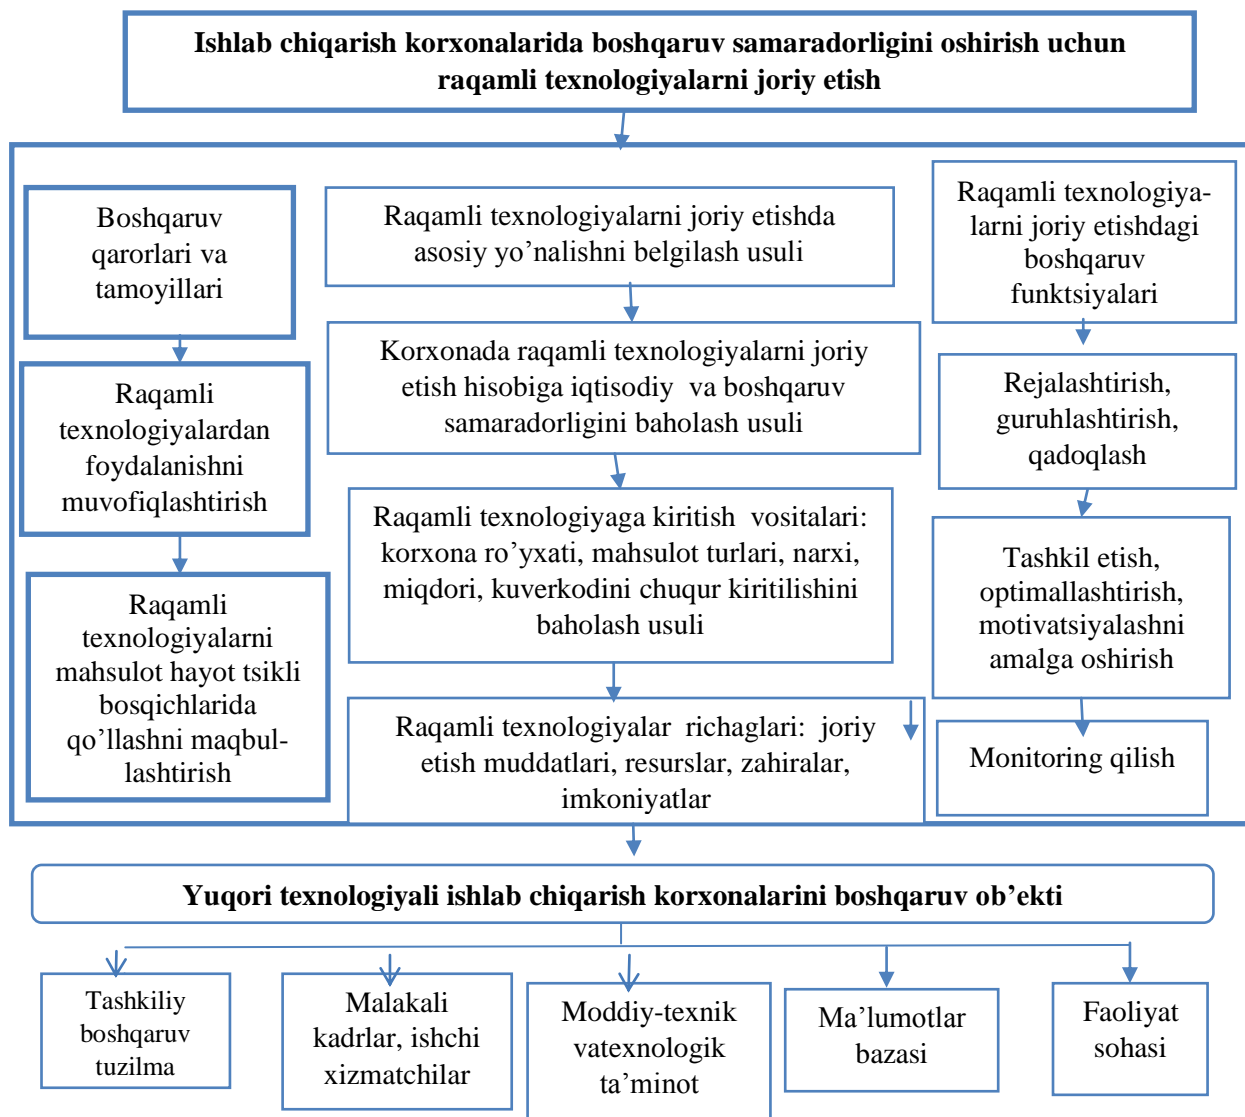 Ishlab chiqarish korxonalarida boshqaruv samaradorligini oshirish uchun
raqamli texnologiyalarni joriy etish
Boshqaruv
qarorlari va
tamoyillari
Raqamli
texnologiyalardan
foydalanishni
muvofiqlashtirish
Raqamli
texnologiyalarni
mahsulot hayot tsikli
bosqichlarida
qo’llashni maqbul-
lashtirish
Raqamli texnologiyalarni joriy etishda
asosiy yo’nalishni belgilash usuli
Korxonada raqamli texnologiyalarni joriy
etish hisobiga iqtisodiy va boshqaruv
samaradorligini baholash usuli
Raqamli texnologiyaga kiritish vositalari:
korxona ro’yxati, mahsulot turlari, narxi,
miqdori, kuverkodini chuqur kiritilishini
baholash usuli
Raqamli texnologiyalar richaglari: joriy
etish muddatlari, resurslar, zahiralar,
imkoniyatlar
Raqamli texnologiya-
larni joriy etishdagi
boshqaruv
funktsiyalari
Rejalashtirish,
guruhlashtirish,
qadoqlash
Tashkil etish,
optimallashtirish,
motivatsiyalashni
amalga oshirish
Monitoring qilish
Yuqori texnologiyali ishlab chiqarish korxonalarini boshqaruv ob’ekti
Tashkiliy
boshqaruv
tuzilma
Malakali
kadrlar, ishchi
xizmatchilar
Moddiy-texnik
vatexnologik
ta’minot
Ma’lumotlar
bazasi
Faoliyat
sohasi